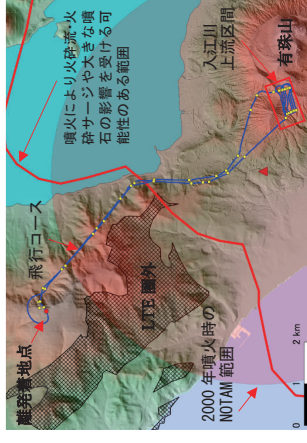 噴火により火砕流・火
砕サージや大きな噴
石の影響を受ける可
能性のある範囲
入江川
上流区間
有珠山
飛行コース
離発着地点
LTE 圏外
2000 年噴火時の
NOTAM 範囲
0 1 2 km